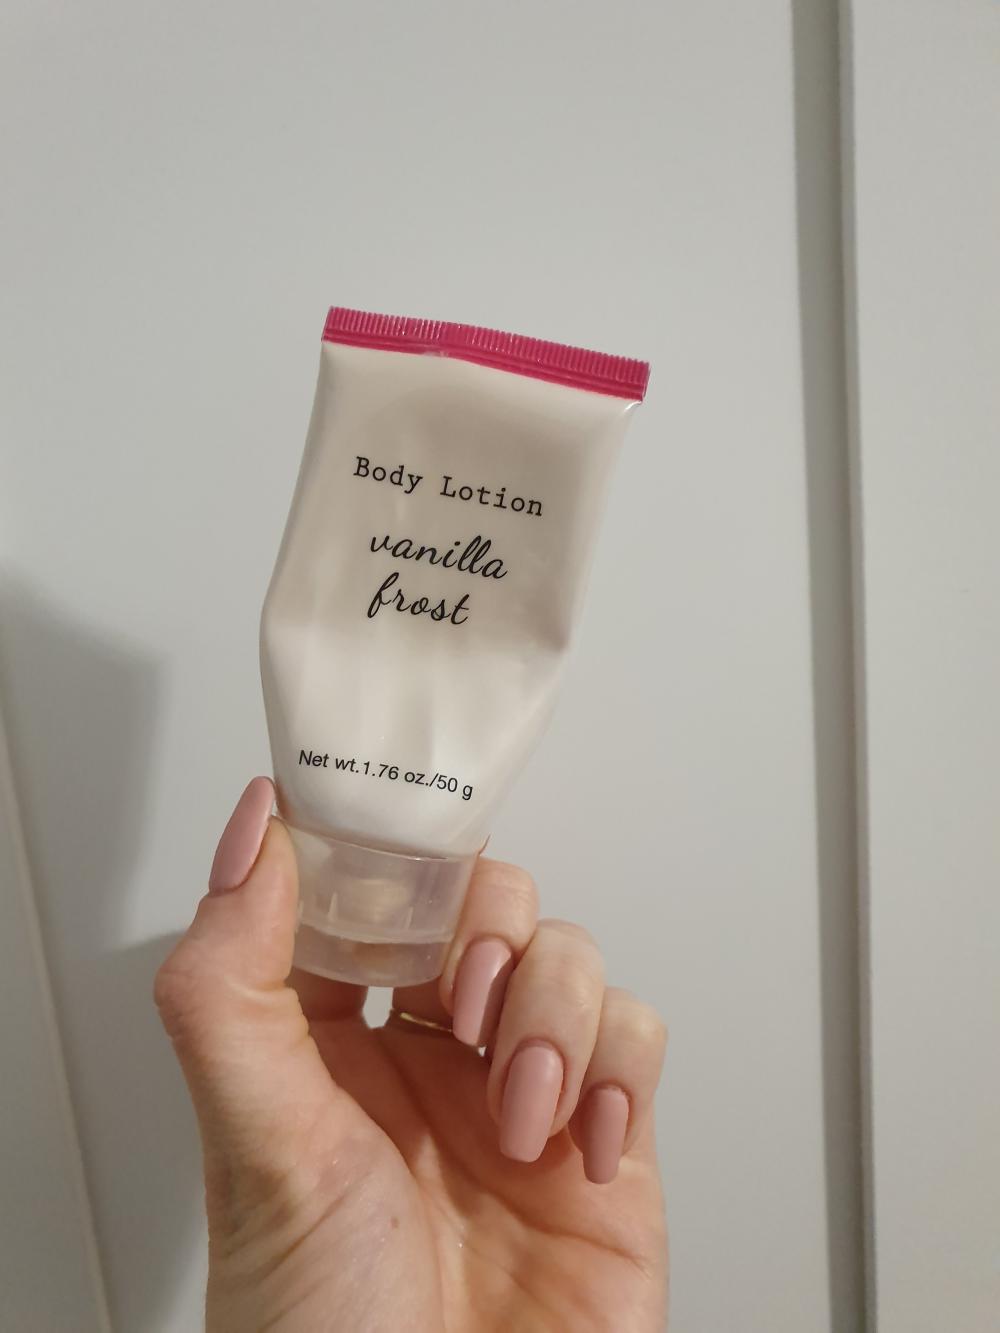 Body Lotion
vanilla
frost
Net wt.1.76 oz./50 g